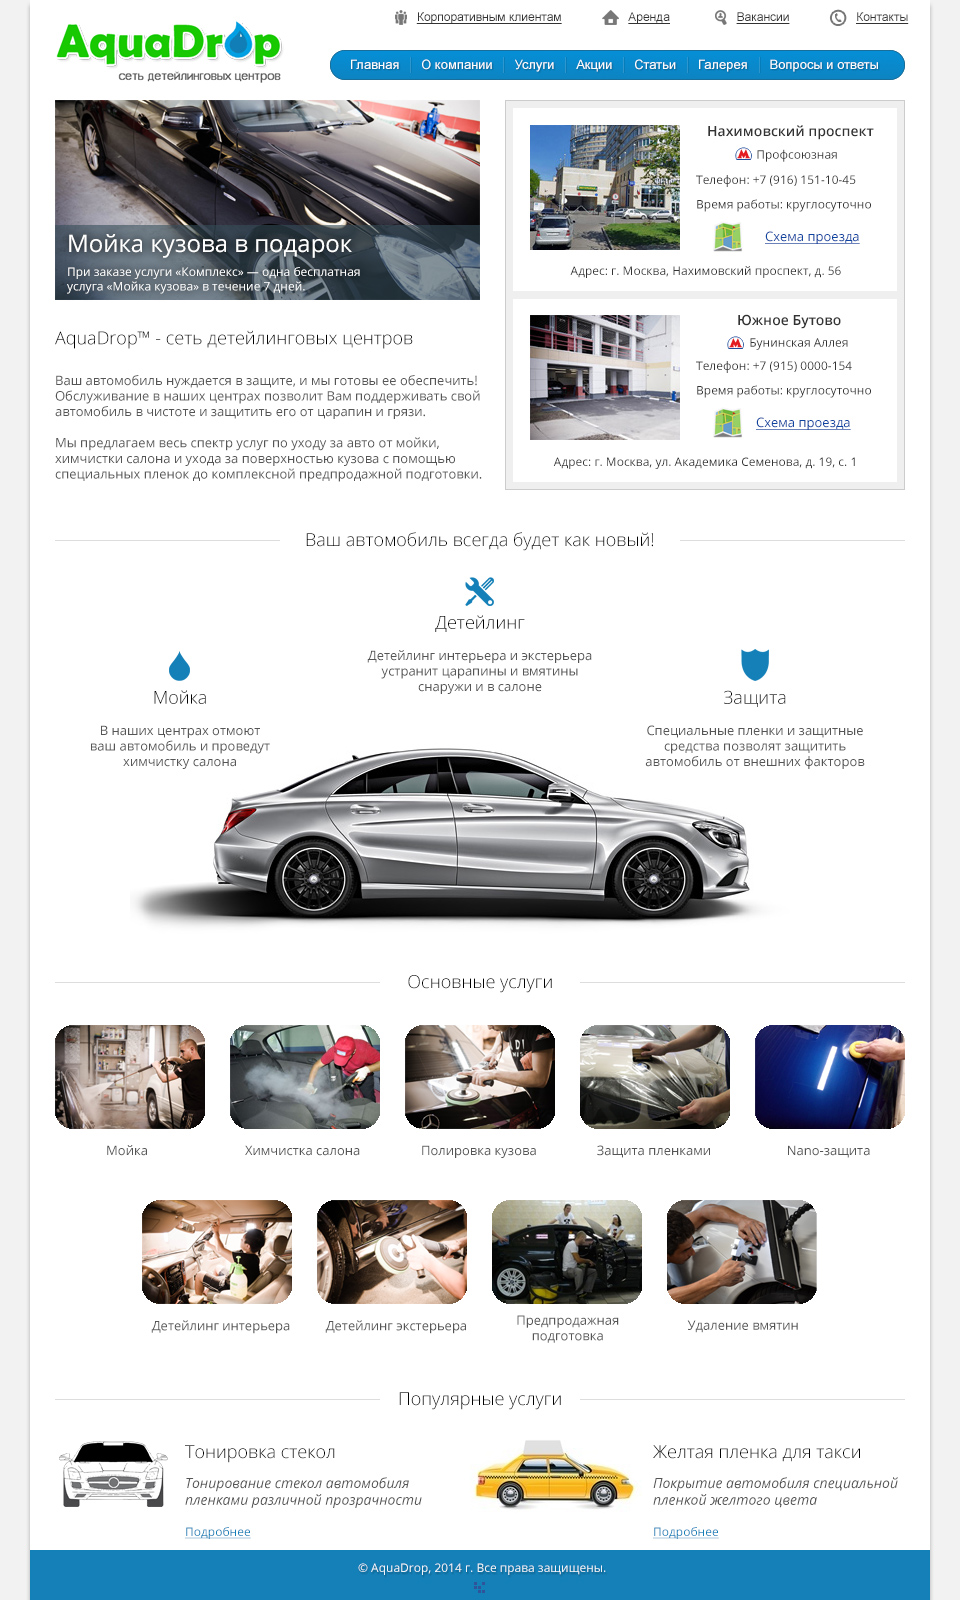 Корпоративным клиентам
Аренда
Вакансии
Контакты
AquaDrop
сеть детейлинговых центров
Главная
О компании
Услуги
Акции
Статьи
Галерея
Вопросы и ответы
Мойка кузова в подарок
При заказе услуги «Комплекс» — одна бесплатная
услуга «Мойка кузова» в течение 7 дней.
Нахимовский проспект
Профсоюзная
Телефон: +7 (916) 151-10-45
Время работы: круглосуточно
Схема проезда
Адрес: г. Москва, Нахимовский проспект, д. 56
Южное Бутово
Бунинская Аллея
Телефон: +7 (915) 0000-154
Время работы: круглосуточно
Схема проезда
Адрес: г. Москва, ул. Академика Семенова, д. 19, с. 1
AquaDrop™ - сеть детейлинговых центров
Ваш автомобиль нуждается в защите, и мы готовы ее обеспечить!
Обслуживание в наших центрах позволит Вам поддерживать свой
автомобиль в чистоте и защитить его от царапин и грязи.
Мы предлагаем весь спектр услуг по уходу за авто от мойки,
химчистки салона и ухода за поверхностью кузова с помощью
специальных пленок до комплексной предпродажной подготовки.
Ваш автомобиль всегда будет как новый!
Детейлинг
Детейлинг интерьера и экстерьера
устранит царапины и вмятины
снаружи и в салоне
Мойка
В наших центрах отмоют
ваш автомобиль и проведут
химчистку салона
Защита
Специальные пленки и защитные
средства позволят защитить
автомобиль от внешних факторов
Основные услуги
Мойка
Химчистка салона
Полировка кузова
Защита пленками
Nano-защита
Детейлинг интерьера
Детейлинг экстерьера
Предпродажная
подготовка
Удаление вмятин
Популярные услуги
Тонировка стекол
Тонирование стекол автомобиля
пленками различной прозрачности
Подробнее
Желтая пленка для такси
Покрытие автомобиля специальной
пленкой желтого цвета
Подробнее
© AquaDrop, 2014 г. Все права защищены.